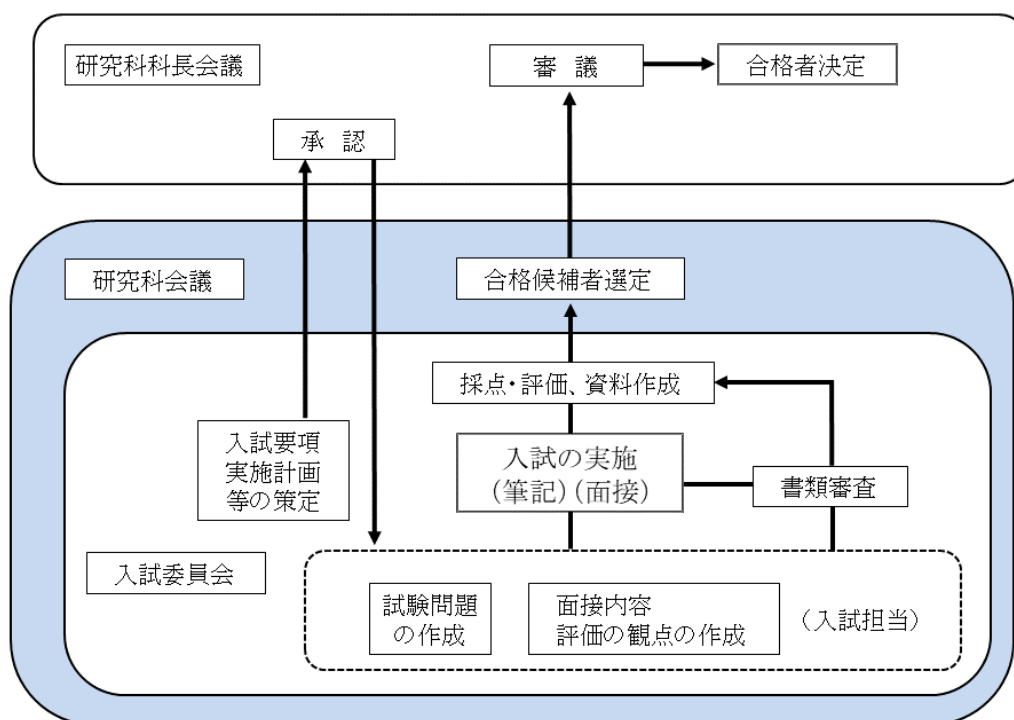 研究科科長会議
審 議
合格者決定
承 認
研究科会議
合格候補者選定
採点・評価、資料作成
入試要項
実施計画
等の策定
入試の実施
(筆記)(面接)
書類審査
入試委員会
試験問題
の作成
面接内容
評価の観点の作成
(入試担当)